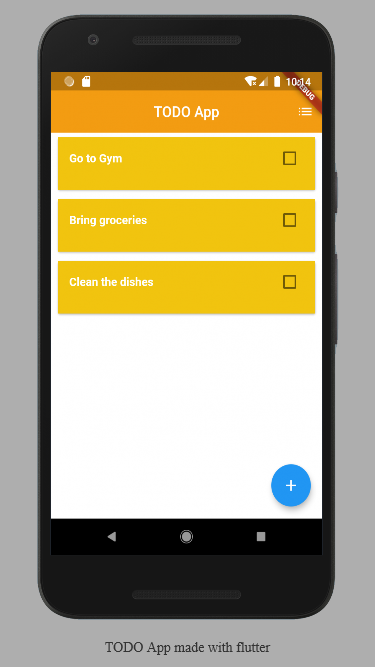 10:14
DEBUG
TODO App
Go to Gym
Bring groceries
Clean the dishes
+
TODO App made with flutter